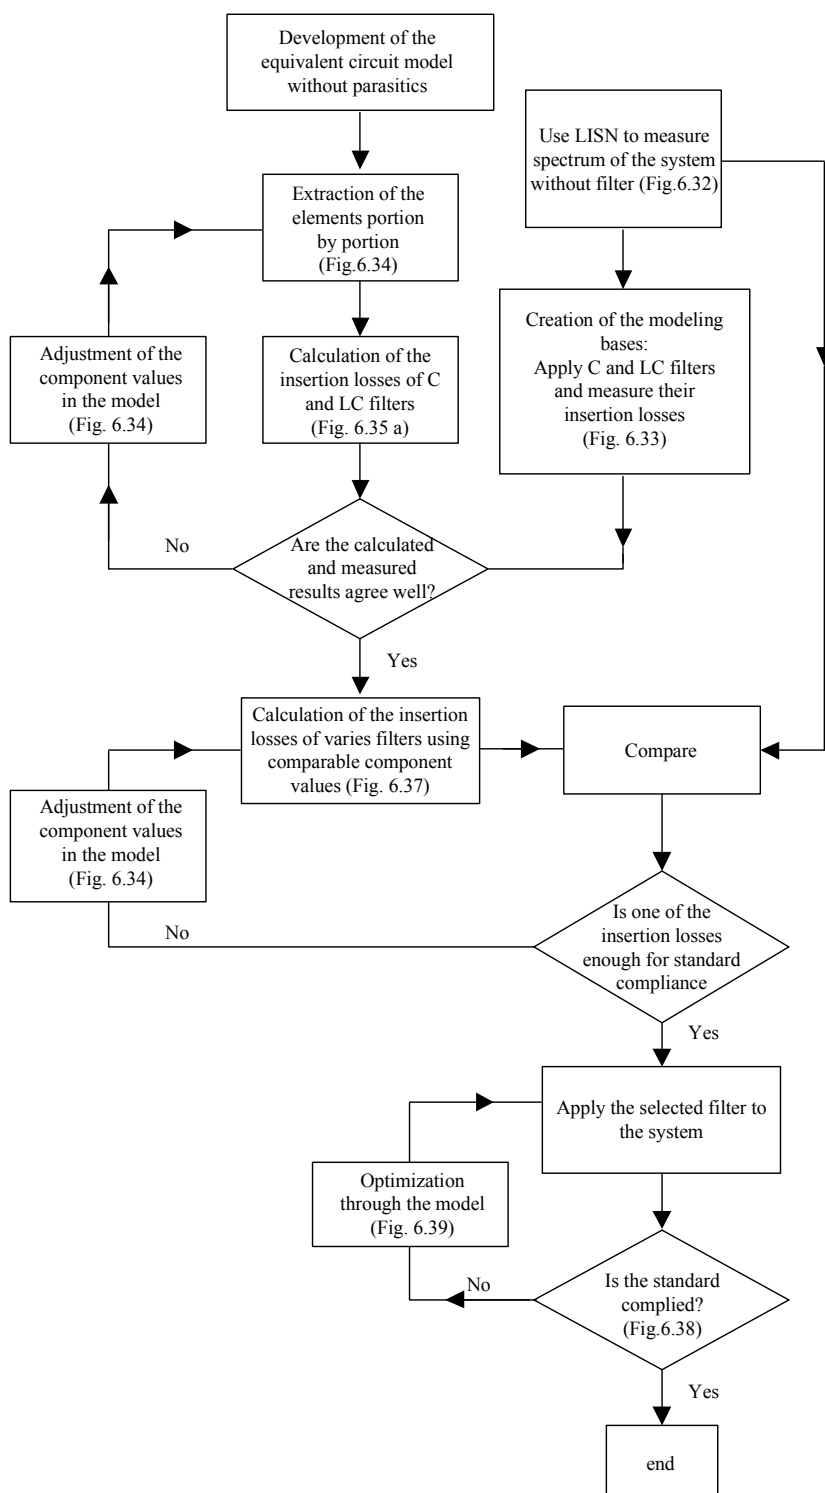 Development of the
equivalent circuit model
without parasitics
Use LISN to measure
spectrum of the system
without filter (Fig.6.32)
Extraction of the
elements portion
by portion
(Fig.6.34)
Adjustment of the
component values
in the model
(Fig. 6.34)
Calculation of the
insertion losses of C
and LC filters
(Fig. 6.35 a)
Creation of the modeling
bases:
Apply C and LC filters
and measure their
insertion losses
(Fig. 6.33)
No
Are the calculated
and measured
results agree well?
Yes
Calculation of the insertion
losses of varies filters using
comparable component
values (Fig. 6.37)
Compare
Adjustment of the
component values
in the model
(Fig. 6.34)
No
Is one of the
insertion losses
enough for standard
compliance
Yes
Apply the selected filter to
the system
Optimization
through the model
(Fig. 6.39)
No
Is the standard
complied?
(Fig.6.38)
Yes
end